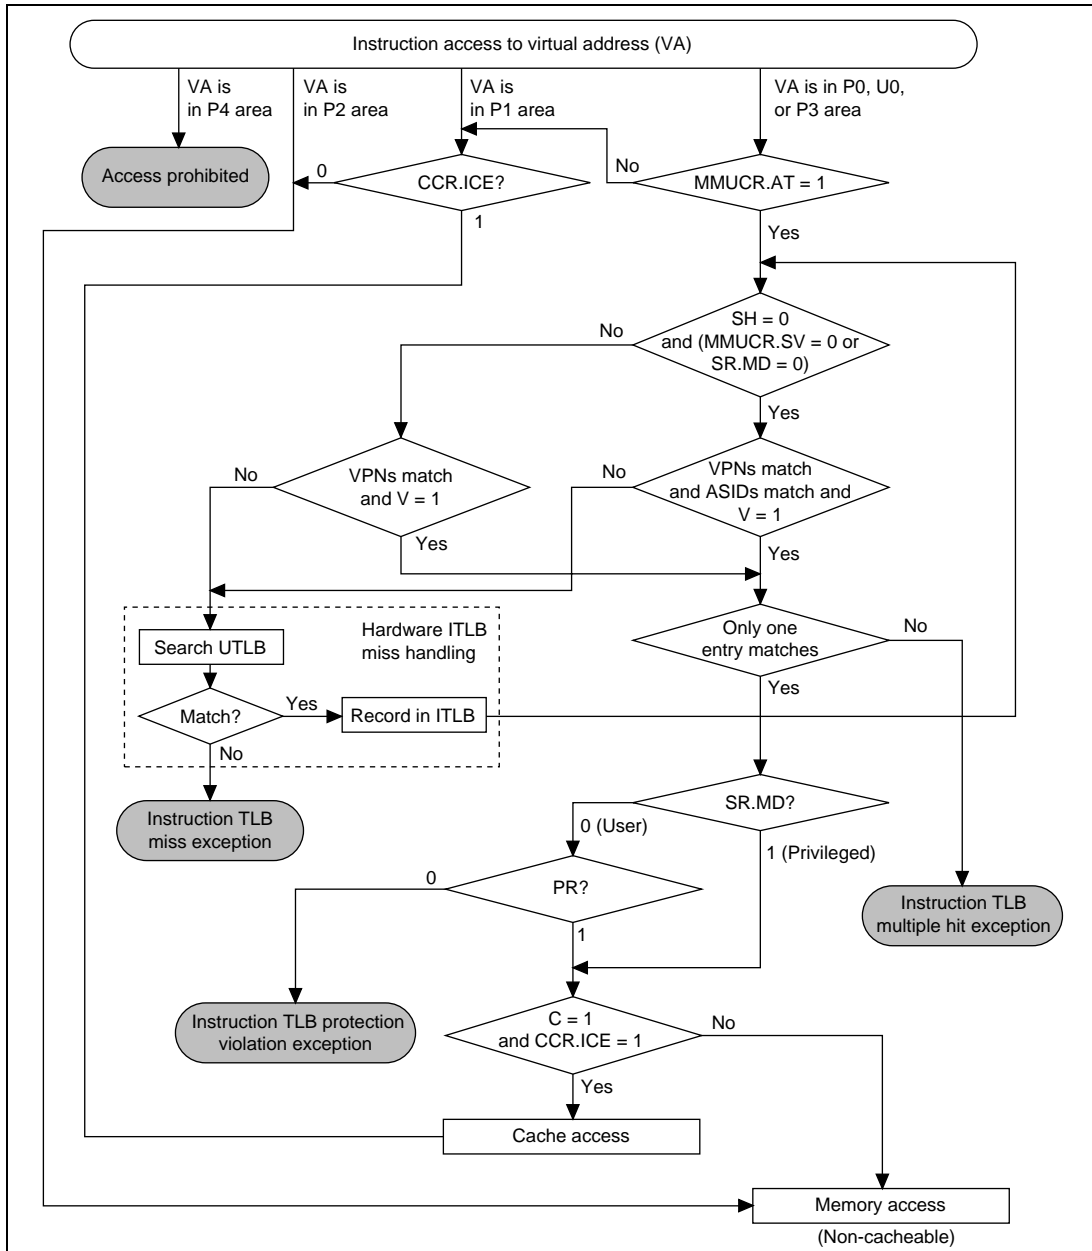 Instruction access to virtual address (VA)
VA is
in P4 area
VA is
in P2 area
VA is
in P1 area
VA is in P0, U0,
or P3 area
Access prohibited
0
CCR.ICE?
1
No
MMUCR.AT = 1
Yes
No
SH = 0
and (MMUCR.SV = 0 or
SR.MD = 0)
Yes
No
VPNs match
and V = 1
Yes
No
VPNs match
and ASIDs match and
V = 1
Yes
Hardware ITLB
miss handling
Search UTLB
Match?
Yes
Record in ITLB
No
Only one
entry matches
No
Yes
Instruction TLB
miss exception
SR.MD?
0 (User)
1 (Privileged)
0
PR?
1
Instruction TLB
multiple hit exception
Instruction TLB protection
violation exception
C = 1
and CCR.ICE = 1
No
Yes
Cache access
Memory access
(Non-cacheable)